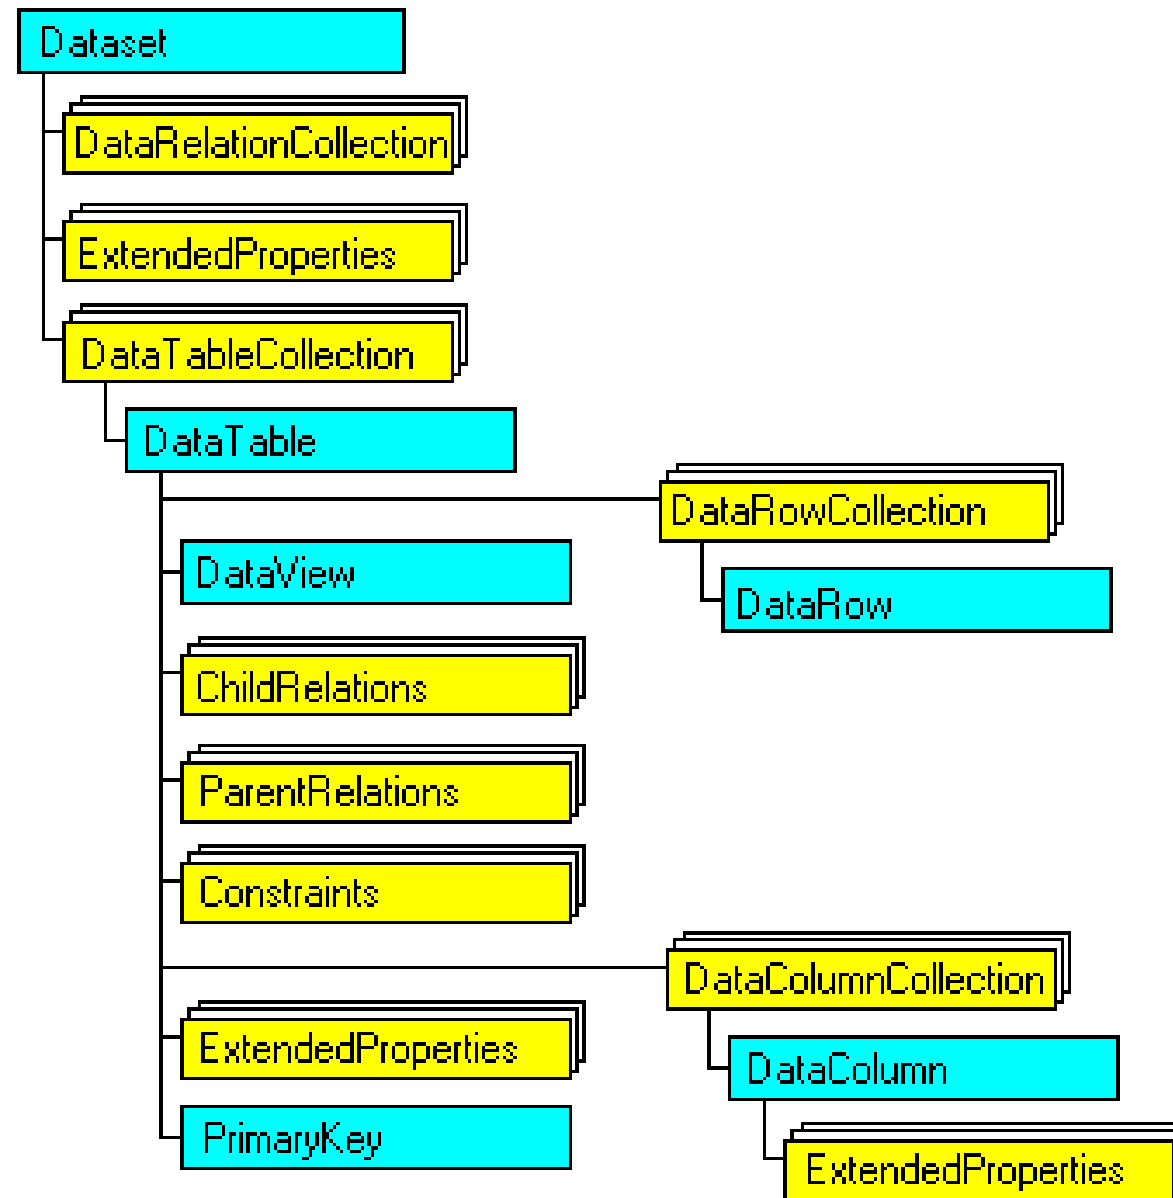 Dataset
DataRelationCollection
ExtendedProperties
DataTableCollection
DataTable
DataRowCollection
DataView
DataRow
ChildRelations
ParentRelations
Constraints
DataColumnCollection
ExtendedProperties
DataColumn
PrimaryKey
ExtendedProperties